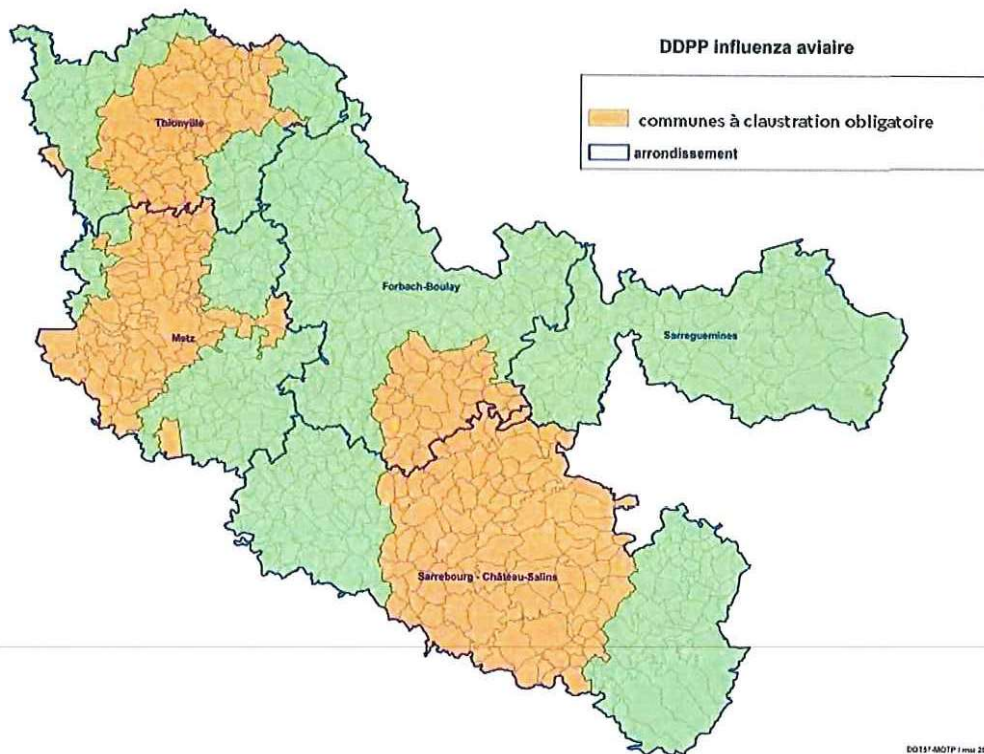 DDPP influenza aviaire
communes à claustration obligatoire
arrondissement
Thionville
Forbach-Boulay
Metz
Sarreguemines
Sarrebourg - Château-Salins